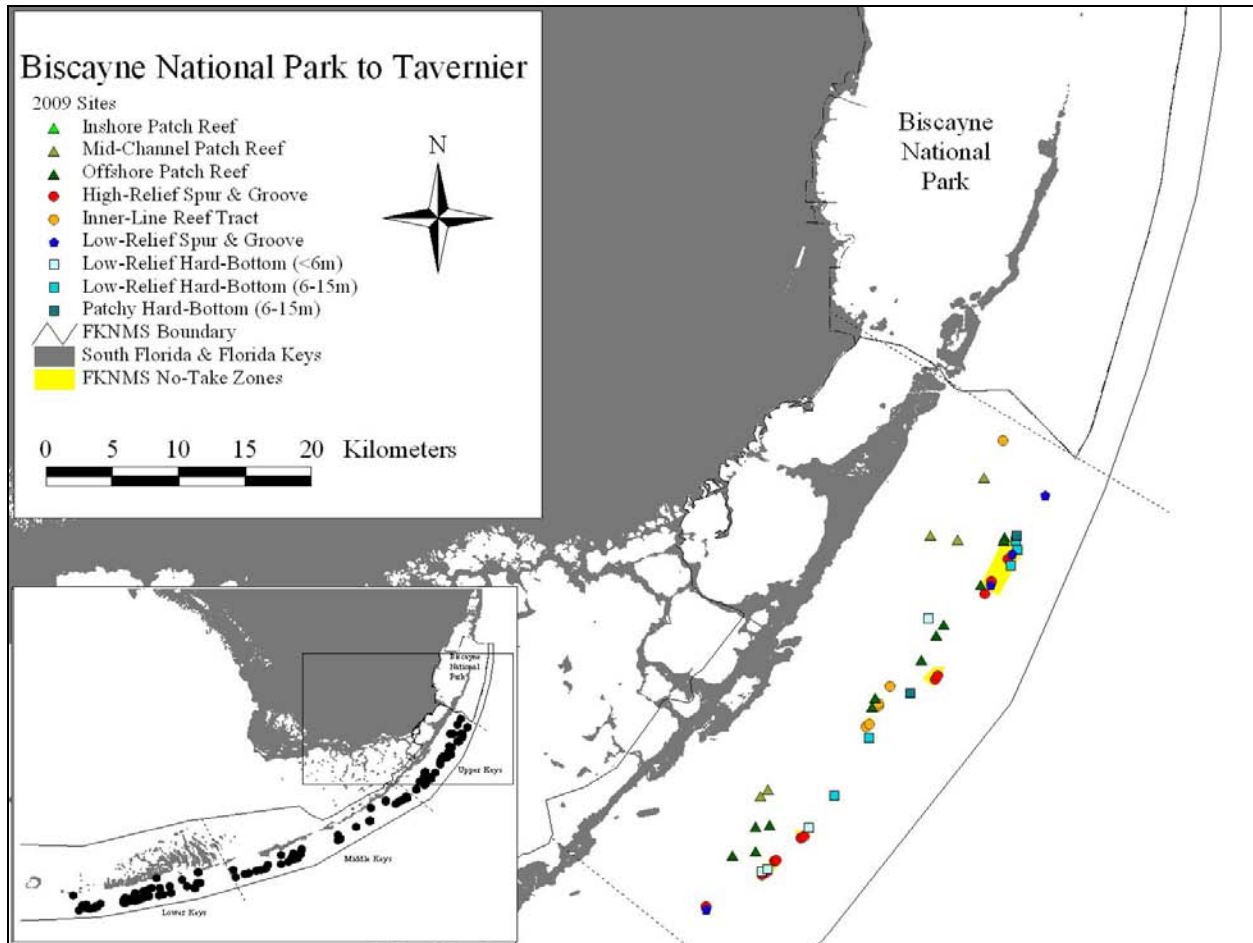 Biscayne National Park to Tavernier
2009 Sites
Inshore Patch Reef
Mid-Channel Patch Reef
Offshore Patch Reef
High-Relief Spur & Groove
Inner-Line Reef Tract
Low-Relief Spur & Groove
Low-Relief Hard-Bottom (<6m)
Low-Relief Hard-Bottom (6-15m)
Patchy Hard-Bottom (6-15m)
FKNMS Boundary
South Florida & Florida Keys
FKNMS No-Take Zones
N
0 5 10 15 20 Kilometers
Biscayne
National
Park
Biscayne
National
Park
Upper Keys
Middle Keys
Lower Keys